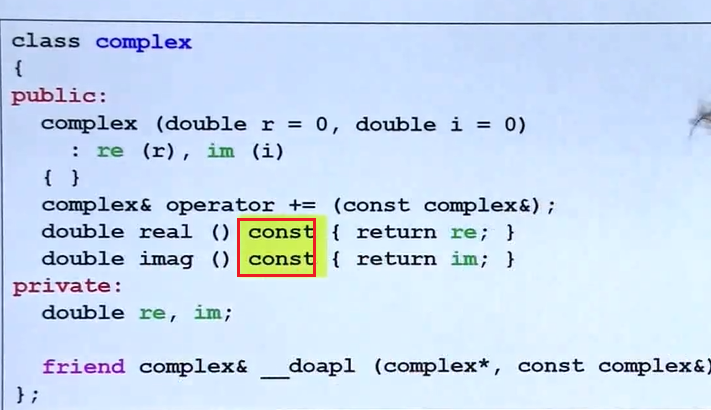 class complex
{
public:
complex (double r = 0, double i = 0)
: re (r), im (i)
{ }
complex& operator += (const complex&);
double real () const { return re; }
double imag () const { return im; }
private:
double re, im;
friend complex& __doapl (complex*, const complex&)
};